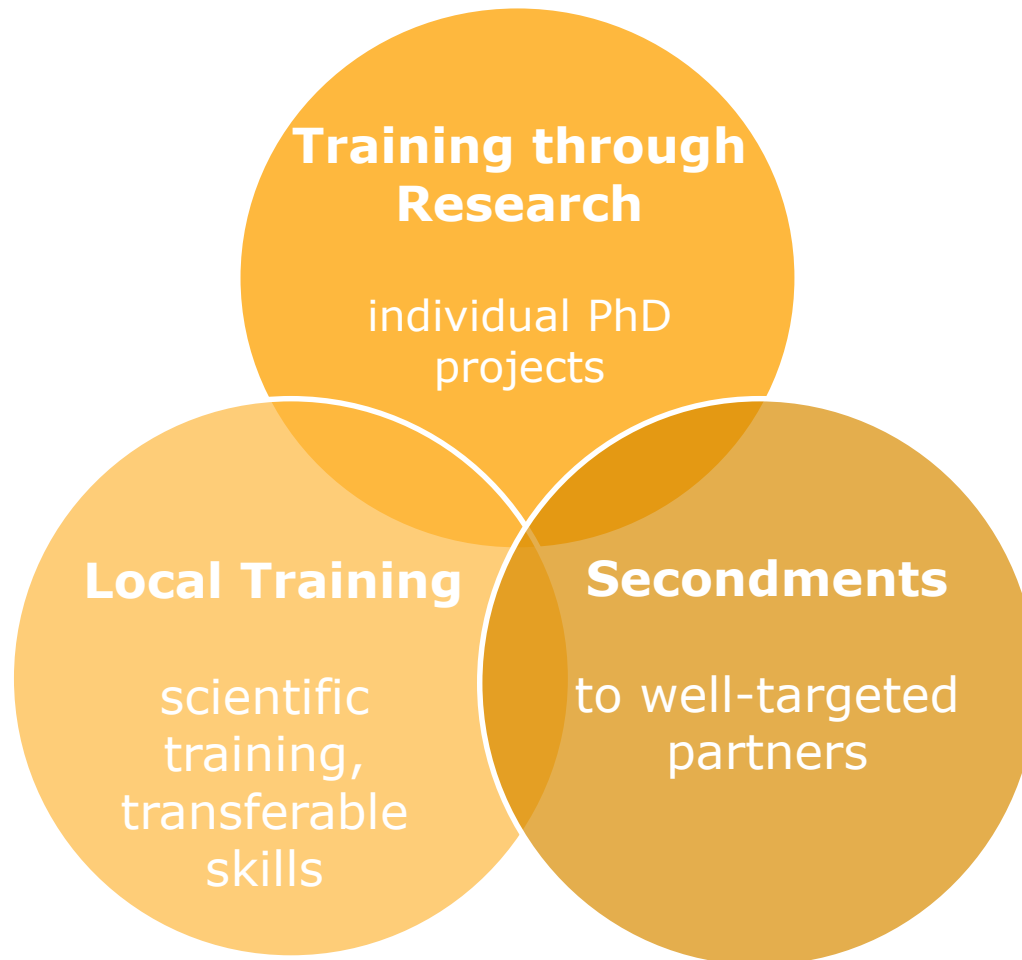 Training through
Research
individual PhD
projects
Local Training
scientific
training,
transferable
skills
Secondments
to well-targeted
partners